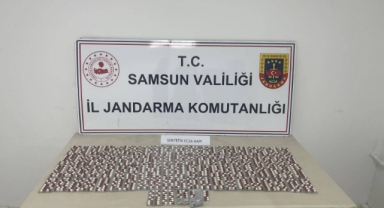 T.C.
SAMSUN VALİLİĞİ
İL JANDARMA KOMUTANLIĞI